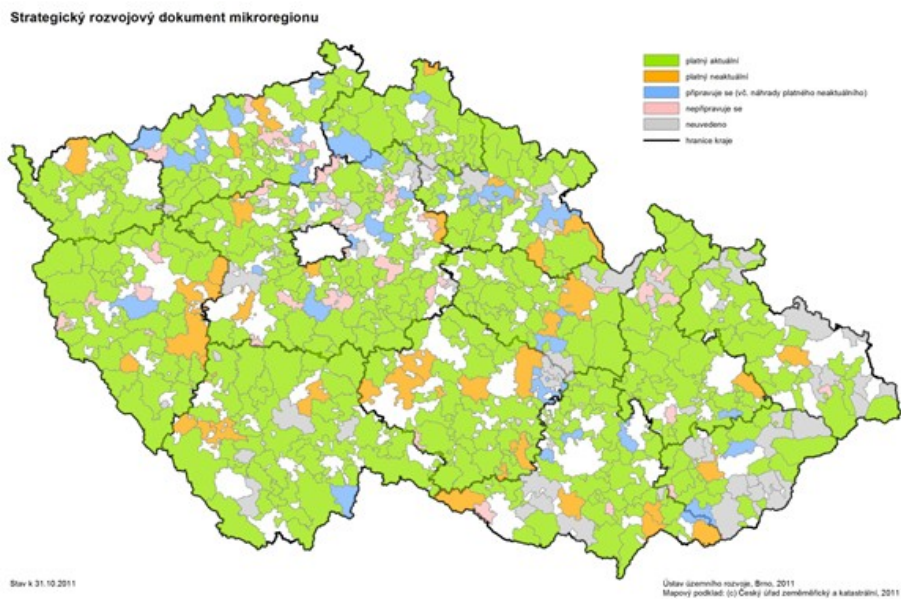 Strategický rozvojový dokument mikroregionu
platný aktuální
platný neaktuální
připravuje se (vč. náhrady platného neaktuálního)
nepřipravuje se
neuvedeno
hranice kraje
Stav k 31.10.2011
Ústav územního rozvoje, Brno, 2011
Mapový podklad: (c) Český úřad zeměměřický a katastrální, 2011